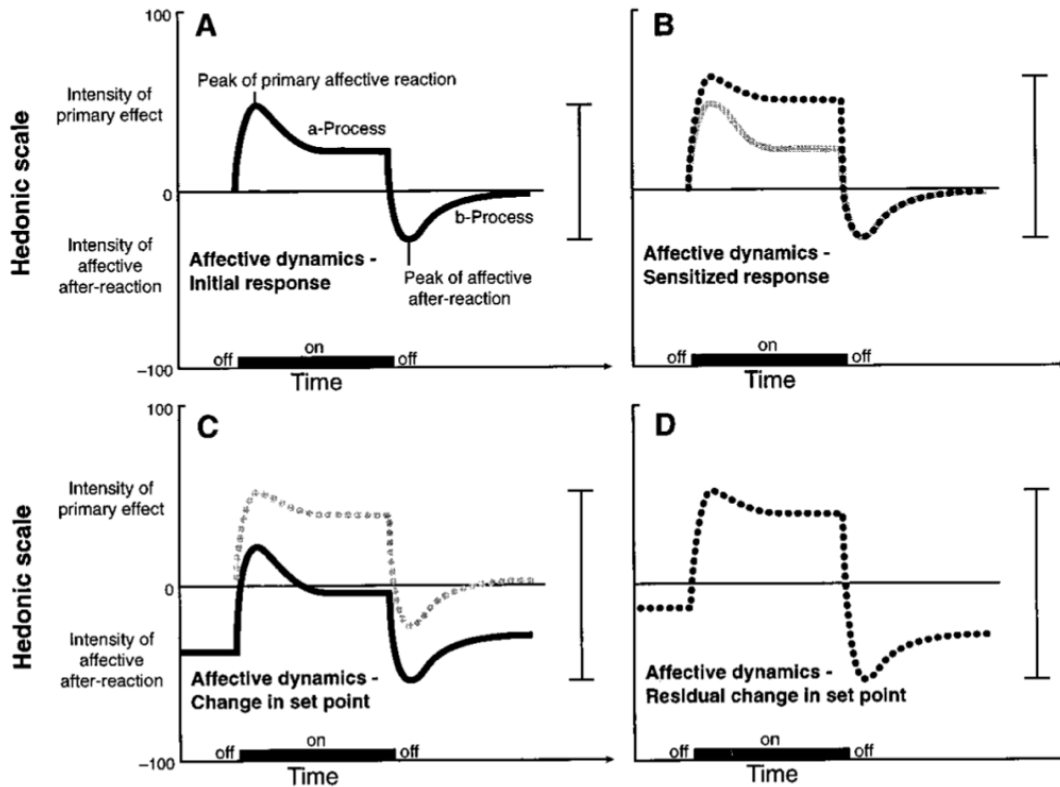 A
100
Hedonic scale
Intensity of
primary effect
0
Intensity of
affective
after-reaction
-100
Peak of primary affective reaction
a-Process
b-Process
Affective dynamics -
Initial response
Peak of affective
after-reaction
off
on
off
Time
B
Affective dynamics -
Sensitized response
off
on
off
Time
C
100
Hedonic scale
Intensity of
primary effect
0
Intensity of
affective
after-reaction
-100
Affective dynamics -
Change in set point
off
on
off
Time
D
Affective dynamics -
Residual change in set point
off
on
off
Time